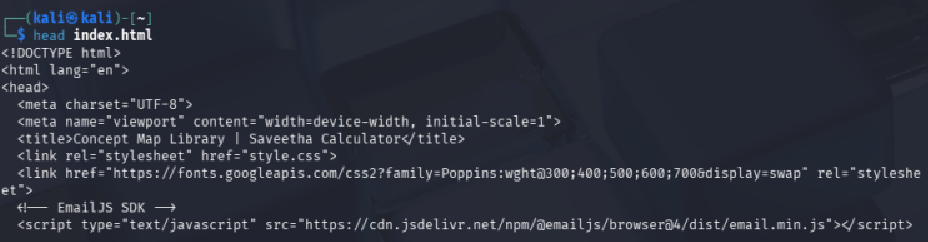 ┌──(kali㉿kali)-[~]
└─$ head index.html
<!DOCTYPE html>
<html lang="en">
<head>
  <meta charset="UTF-8">
  <meta name="viewport" content="width=device-width, initial-scale=1">
  <title>Concept Map Library | Saveetha Calculator</title>
  <link rel="stylesheet" href="style.css">
  <link href="https://fonts.googleapis.com/css2?family=Poppins:wght@300;400;500;600;700&display=swap" rel="styleshe
et">
  <!-- EmailJS SDK -->
  <script type="text/javascript" src="https://cdn.jsdelivr.net/npm/@emailjs/browser@4/dist/email.min.js"></script>